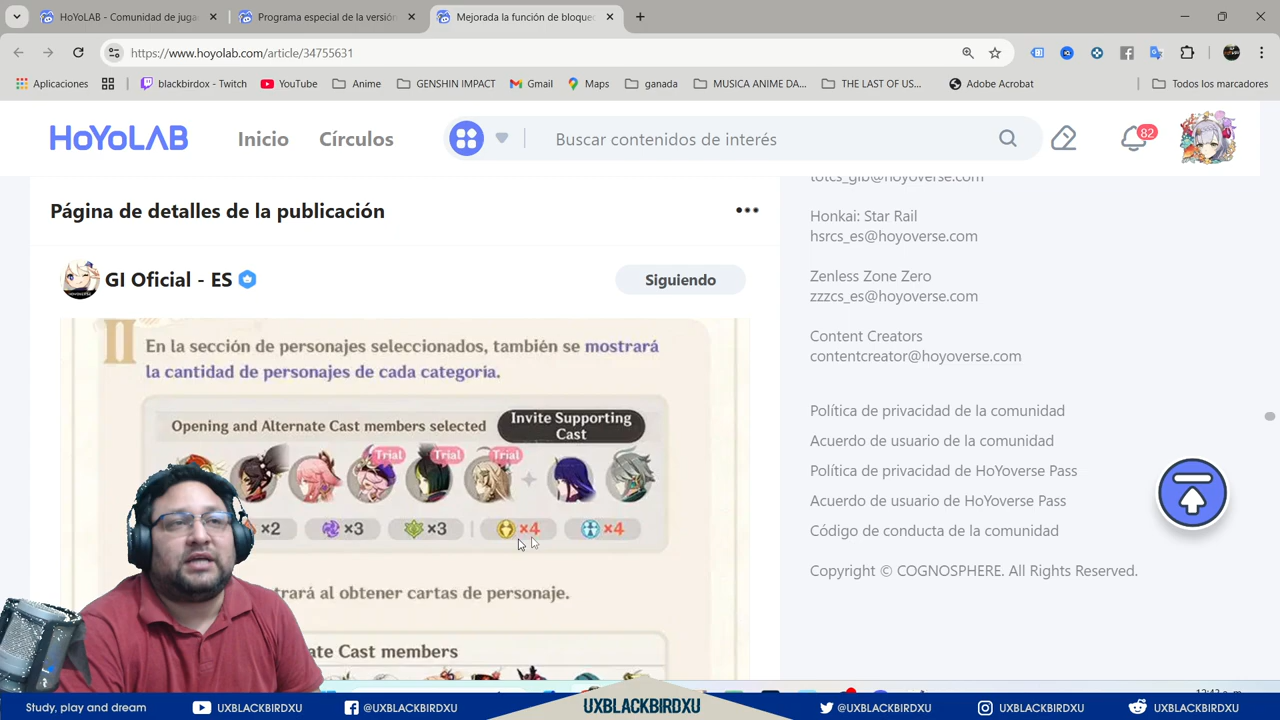 HoYoLAB - Comunidad de juga
Programa especial de la versión
Mejorada la función de bloqueo
https://www.hoyolab.com/article/34755631
Aplicaciones
blackbirdox - Twitch
YouTube
Anime
GENSHIN IMPACT
Gmail
Maps
ganada
MUSICA ANIME DA...
THE LAST OF US...
Adobe Acrobat
Todos los marcadores
HoYoLAB
Inicio
Círculos
Buscar contenidos de interés
82
Página de detalles de la publicación
GI Oficial - ES
Siguiendo
En la sección de personajes seleccionados, también se mostrará
la cantidad de personajes de cada categoría.
Opening and Alternate Cast members selected
Invite Supporting
Cast
Trial
Trial
Trial
×2
×3
×3
×4
×4
trará al obtener cartas de personaje.
ate Cast members
totcs_glb@hoyoverse.com
Honkai: Star Rail
hsrcs_es@hoyoverse.com
Zenless Zone Zero
zzzcs_es@hoyoverse.com
Content Creators
contentcreator@hoyoverse.com
Política de privacidad de la comunidad
Acuerdo de usuario de la comunidad
Política de privacidad de HoYoverse Pass
Acuerdo de usuario de HoYoverse Pass
Código de conducta de la comunidad
Copyright © COGNOSPHERE. All Rights Reserved.
Study, play and dream
UXBLACKBIRDXU
@UXBLACKBIRDXU
UXBLACKBIRDXU
@UXBLACKBIRDXU
UXBLACKBIRDXU
UXBLACKBIRDXU